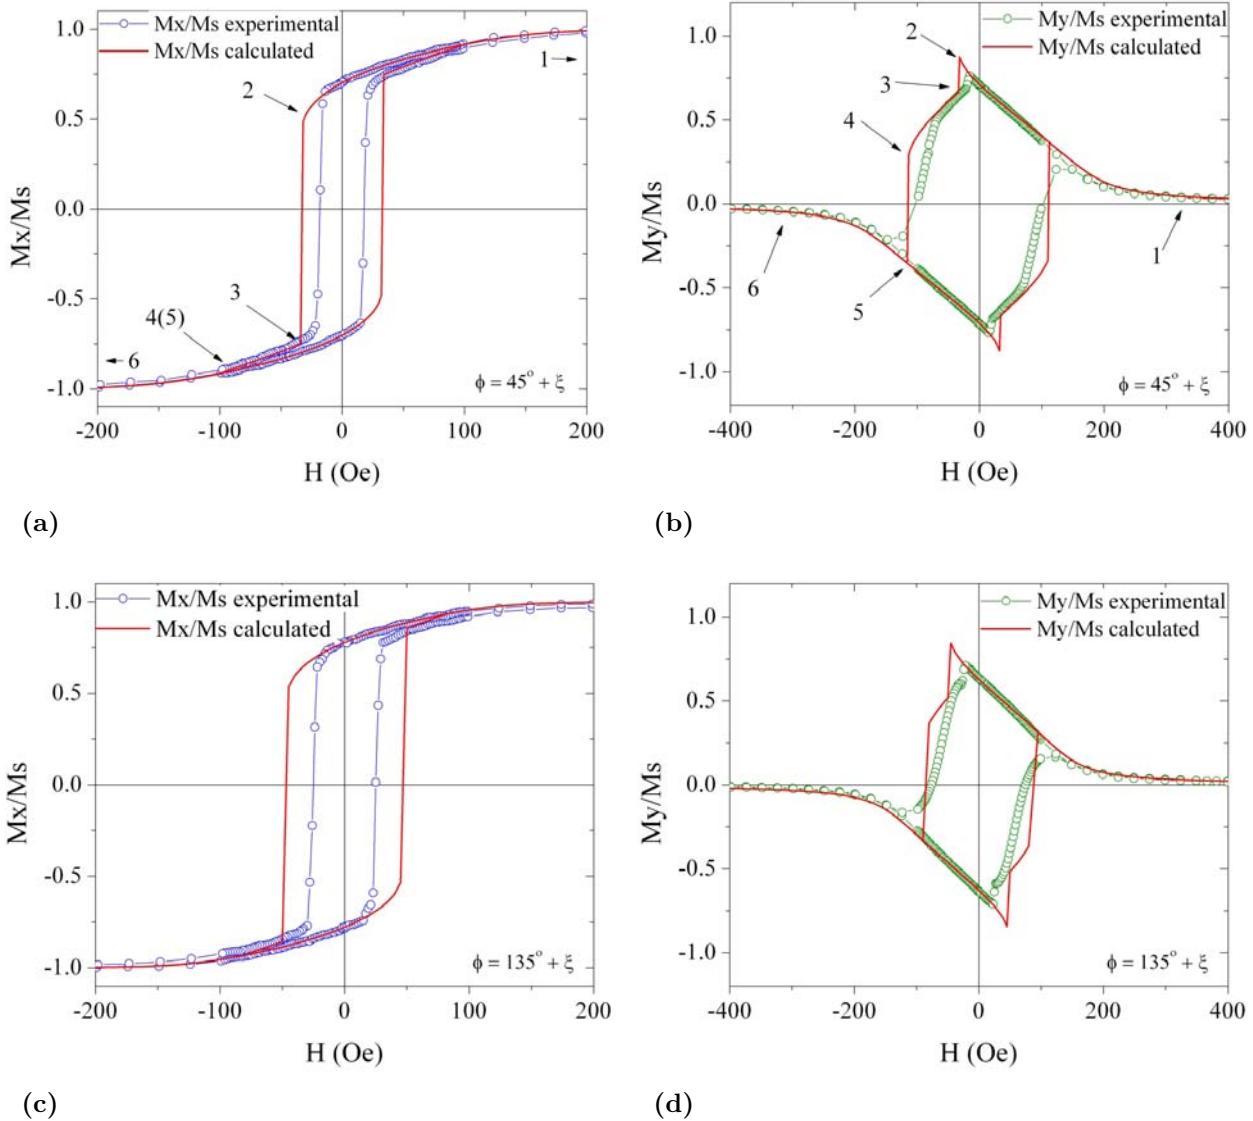 Mx/Ms experimental
Mx/Ms calculated
1.0
0.5
0.0
-0.5
-1.0
Mx/Ms
1
2
3
4(5)
6
ϕ = 45° + ξ
-200
-100
0
100
200
H (Oe)
(a)
My/Ms experimental
My/Ms calculated
1.0
0.5
0.0
-0.5
-1.0
My/Ms
2
3
4
1
5
6
ϕ = 45° + ξ
-400
-200
0
200
400
H (Oe)
(b)
Mx/Ms experimental
Mx/Ms calculated
1.0
0.5
0.0
-0.5
-1.0
Mx/Ms
ϕ = 135° + ξ
-200
-100
0
100
200
H (Oe)
(c)
My/Ms experimental
My/Ms calculated
1.0
0.5
0.0
-0.5
-1.0
My/Ms
ϕ = 135° + ξ
-400
-200
0
200
400
H (Oe)
(d)